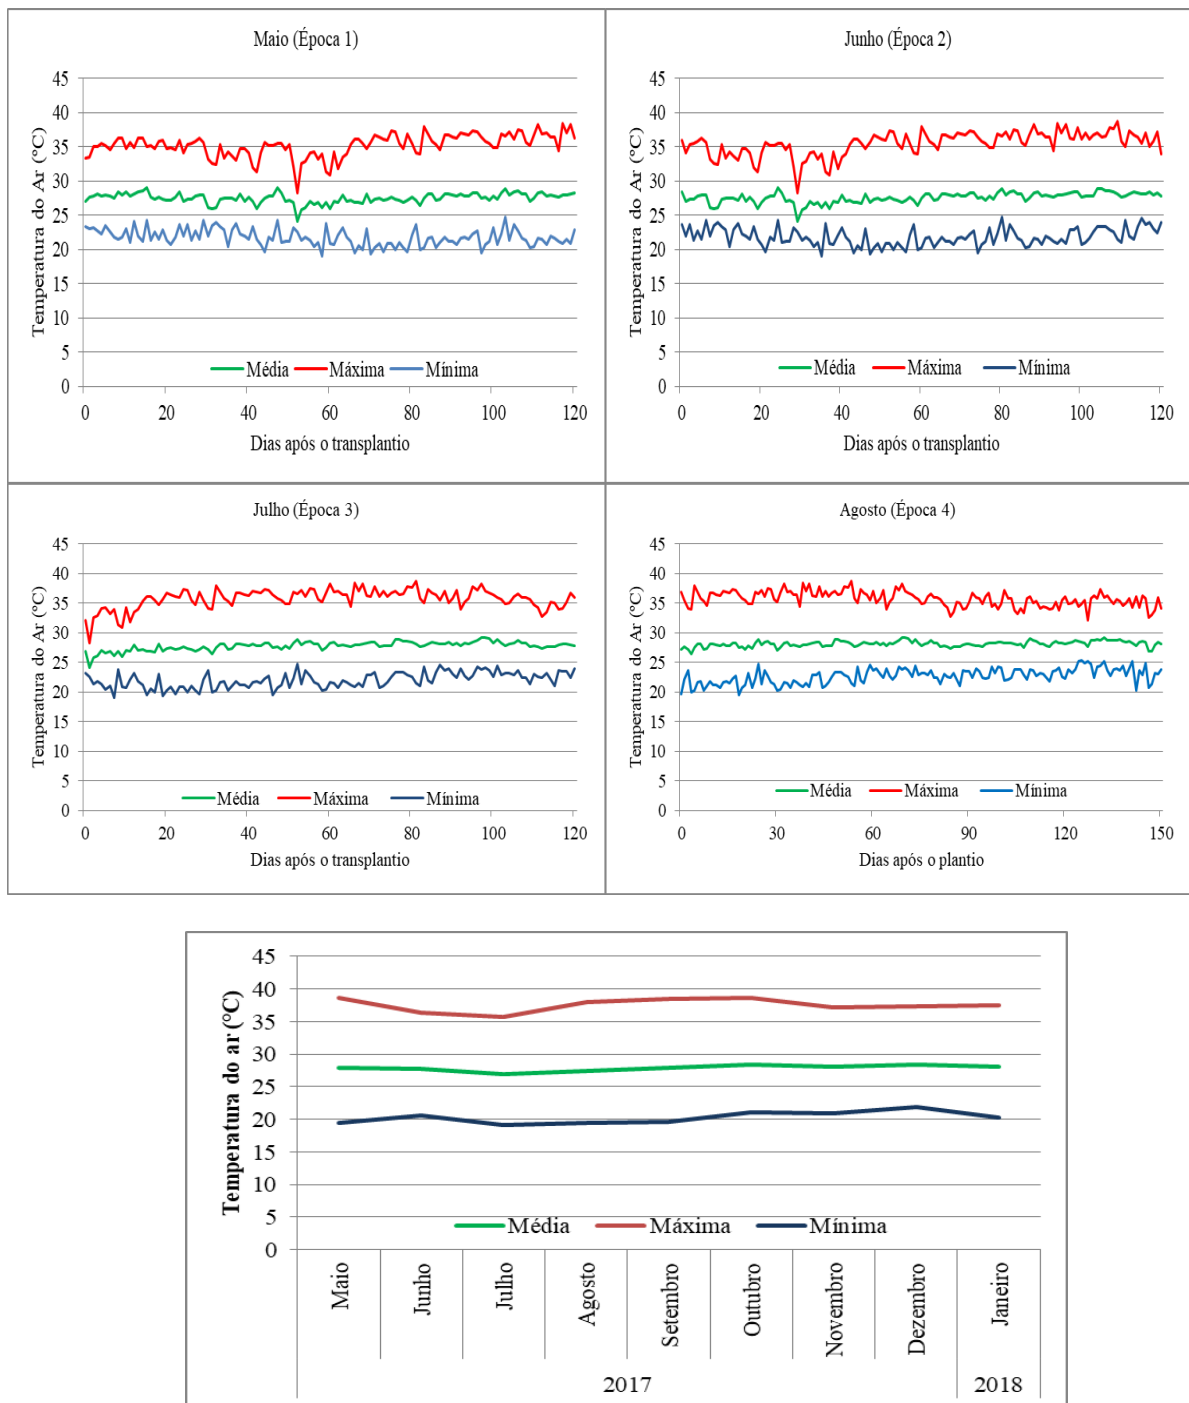 Maio (Época 1)
Temperatura do Ar (°C)
45
40
35
30
25
20
15
10
5
0
Média Máxima Mínima
0 20 40 60 80 100 120
Dias após o transplantio
Junho (Época 2)
Temperatura do Ar (°C)
45
40
35
30
25
20
15
10
5
0
Média Máxima Mínima
0 20 40 60 80 100 120
Dias após o transplantio
Julho (Época 3)
Temperatura do Ar (°C)
45
40
35
30
25
20
15
10
5
0
Média Máxima Mínima
0 20 40 60 80 100 120
Dias após o transplantio
Agosto (Época 4)
Temperatura do Ar (°C)
45
40
35
30
25
20
15
10
5
0
Média Máxima Mínima
0 30 60 90 120 150
Dias após o plantio
Temperatura do ar (°C)
45
40
35
30
25
20
15
10
5
0
Média Máxima Mínima
Maio Junho Julho Agosto Setembro Outubro Novembro Dezembro Janeiro
2017 2018